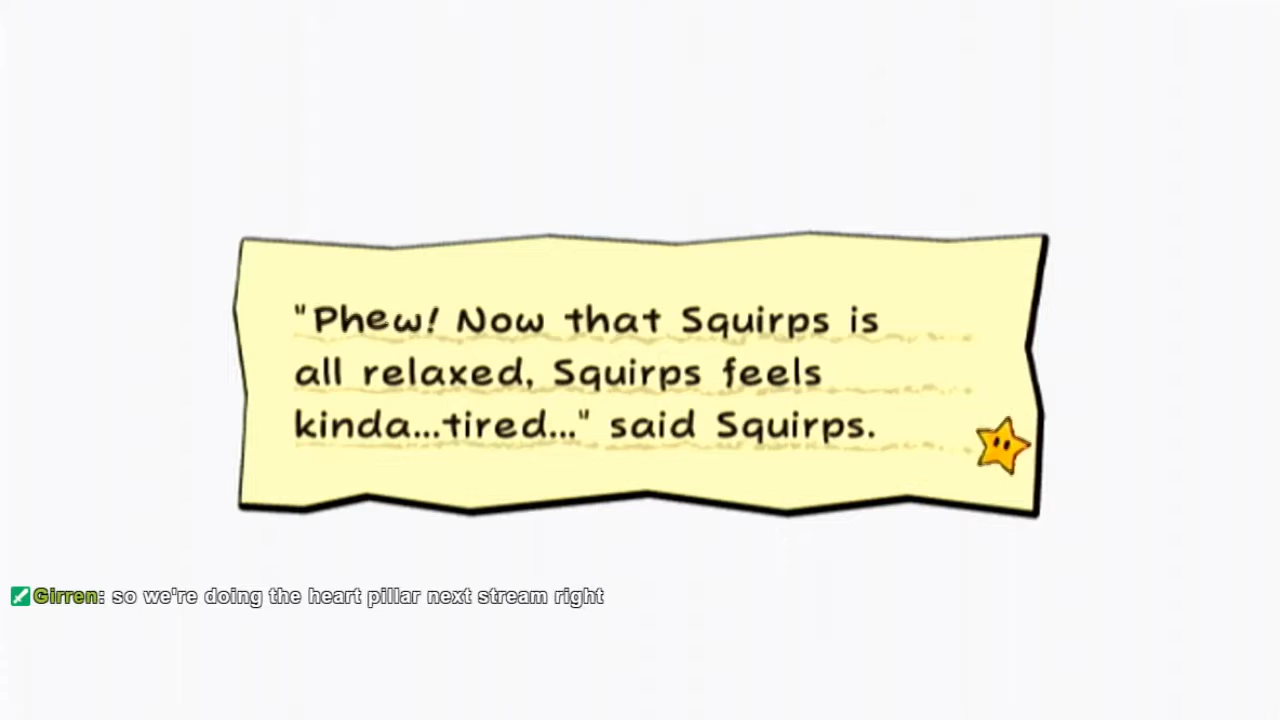 "Phew! Now that Squirps is
all relaxed, Squirps feels
kinda...tired..." said Squirps.
Girren: so we're doing the heart pillar next stream right